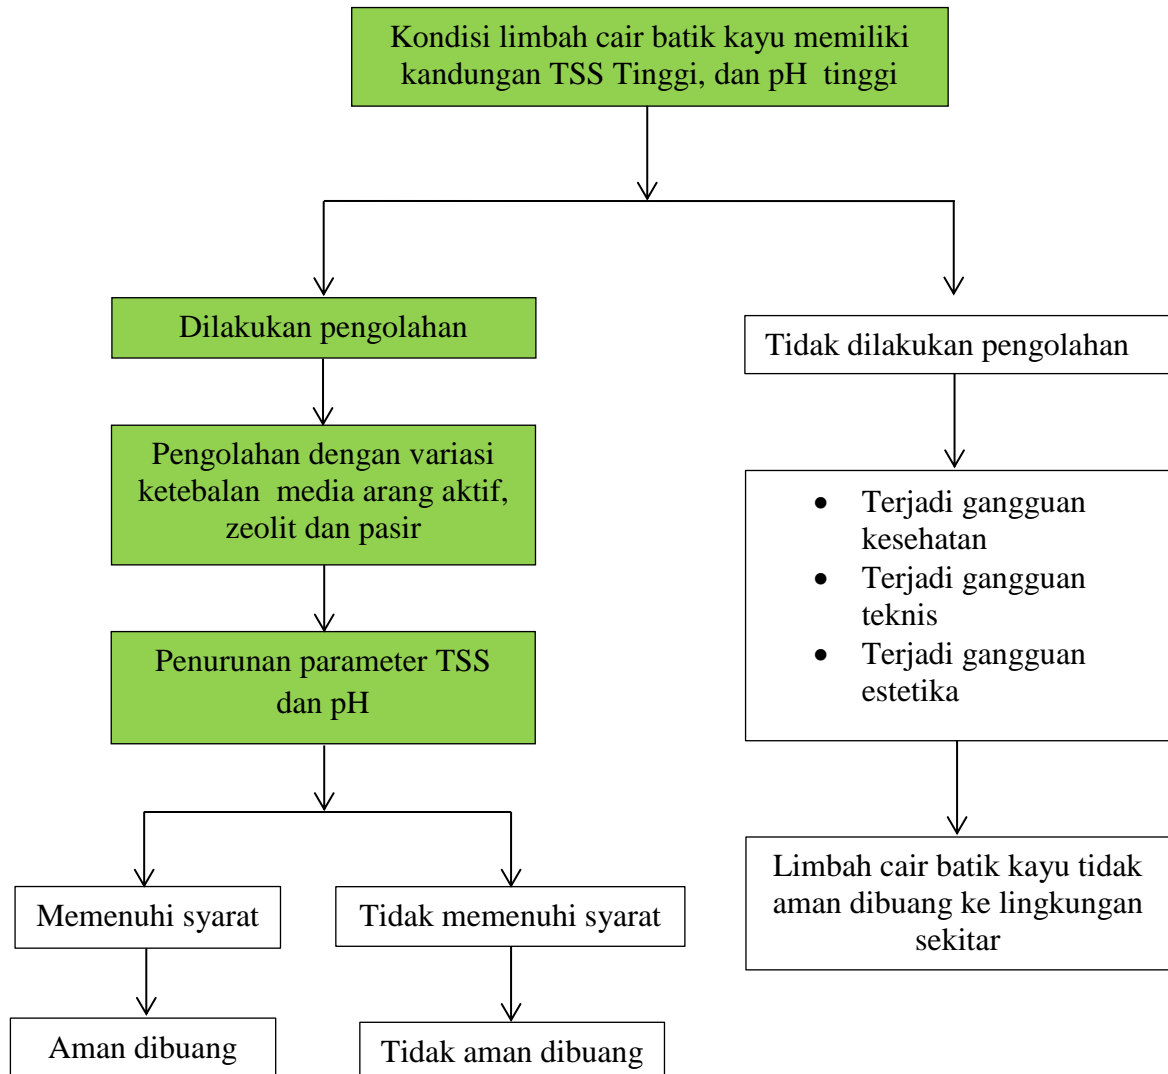 Kondisi limbah cair batik kayu memiliki
kandungan TSS Tinggi, dan pH tinggi
Dilakukan pengolahan
Tidak dilakukan pengolahan
Pengolahan dengan variasi
ketebalan media arang aktif,
zeolit dan pasir
• Terjadi gangguan
kesehatan
• Terjadi gangguan
teknis
• Terjadi gangguan
estetika
Penurunan parameter TSS
dan pH
Limbah cair batik kayu tidak
aman dibuang ke lingkungan
sekitar
Memenuhi syarat
Tidak memenuhi syarat
Aman dibuang
Tidak aman dibuang